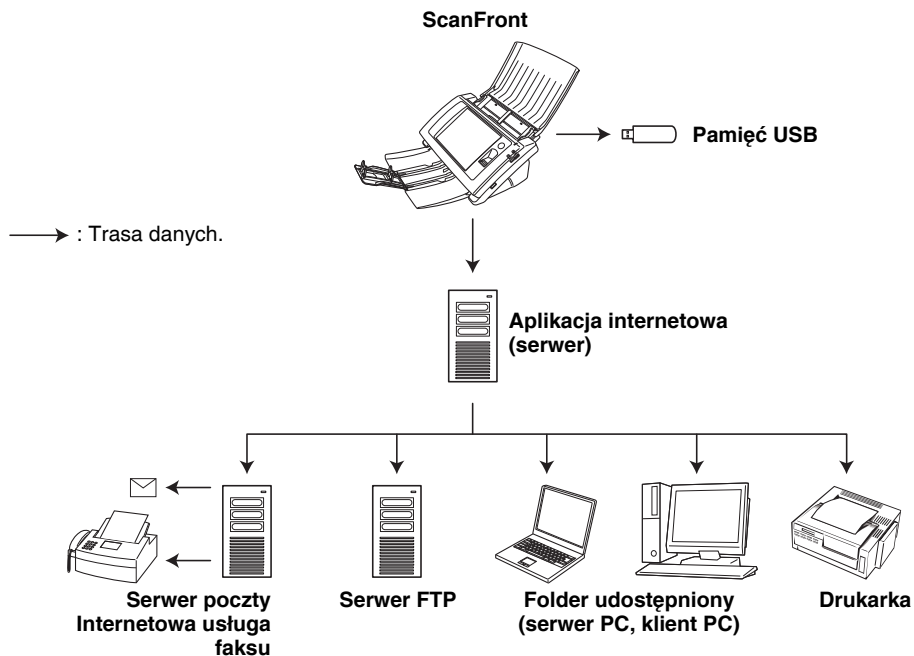 ScanFront
Pamięć USB
: Trasa danych.
Aplikacja internetowa
(serwer)
Serwer poczty
Internetowa usługa
faksu
Serwer FTP
Folder udostępniony
(serwer PC, klient PC)
Drukarka